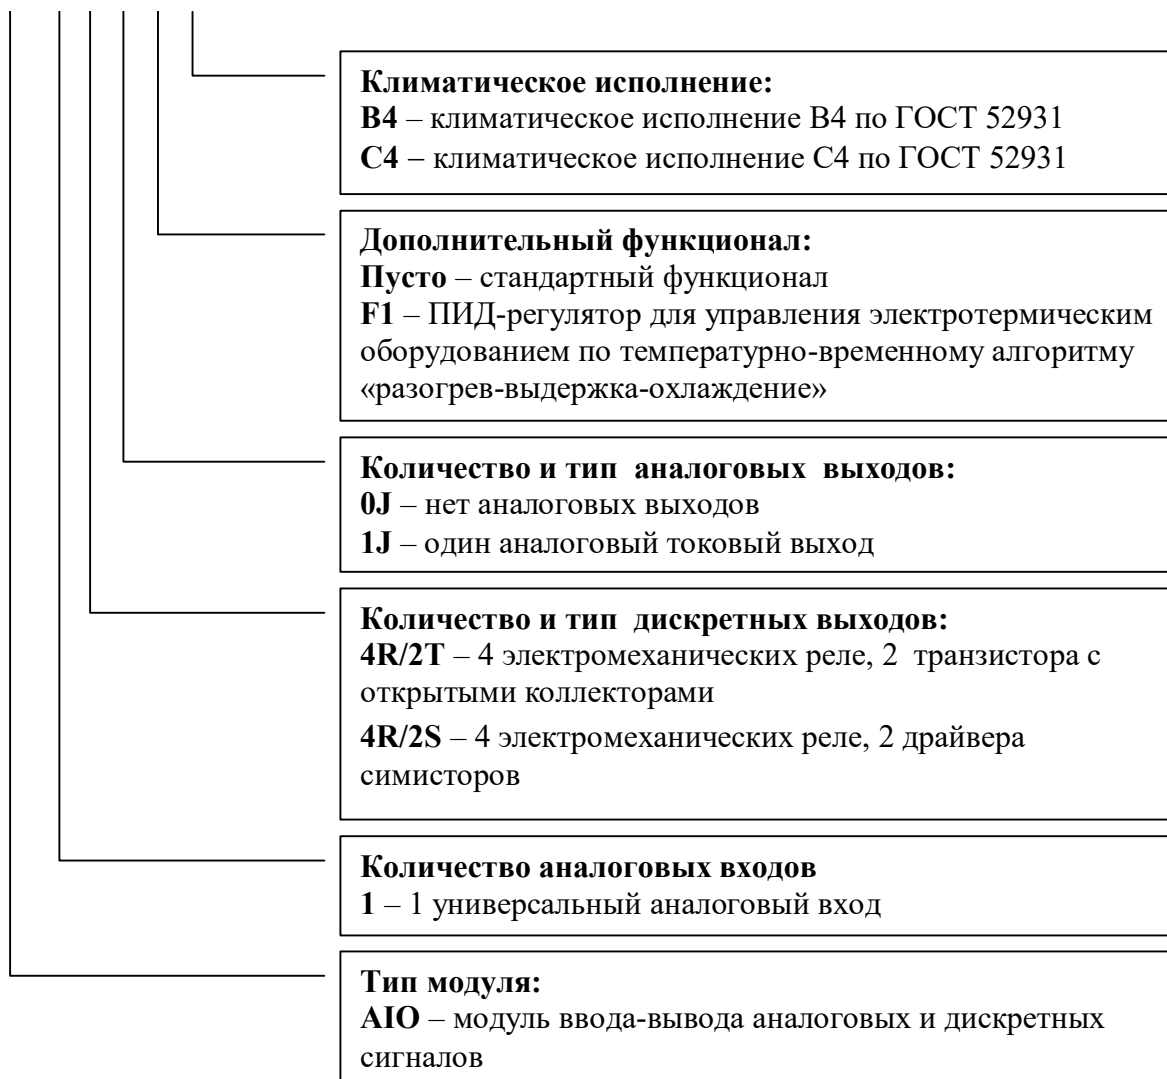 Климатическое исполнение:
В4 – климатическое исполнение В4 по ГОСТ 52931
С4 – климатическое исполнение С4 по ГОСТ 52931
Дополнительный функционал:
Пусто – стандартный функционал
F1 – ПИД-регулятор для управления электротермическим
оборудованием по температурно-временному алгоритму
«разогрев-выдержка-охлаждение»
Количество и тип аналоговых выходов:
0J – нет аналоговых выходов
1J – один аналоговый токовый выход
Количество и тип дискретных выходов:
4R/2T – 4 электромеханических реле, 2 транзистора с
открытыми коллекторами
4R/2S – 4 электромеханических реле, 2 драйвера
симисторов
Количество аналоговых входов
1 – 1 универсальный аналоговый вход
Тип модуля:
AIO – модуль ввода-вывода аналоговых и дискретных
сигналов